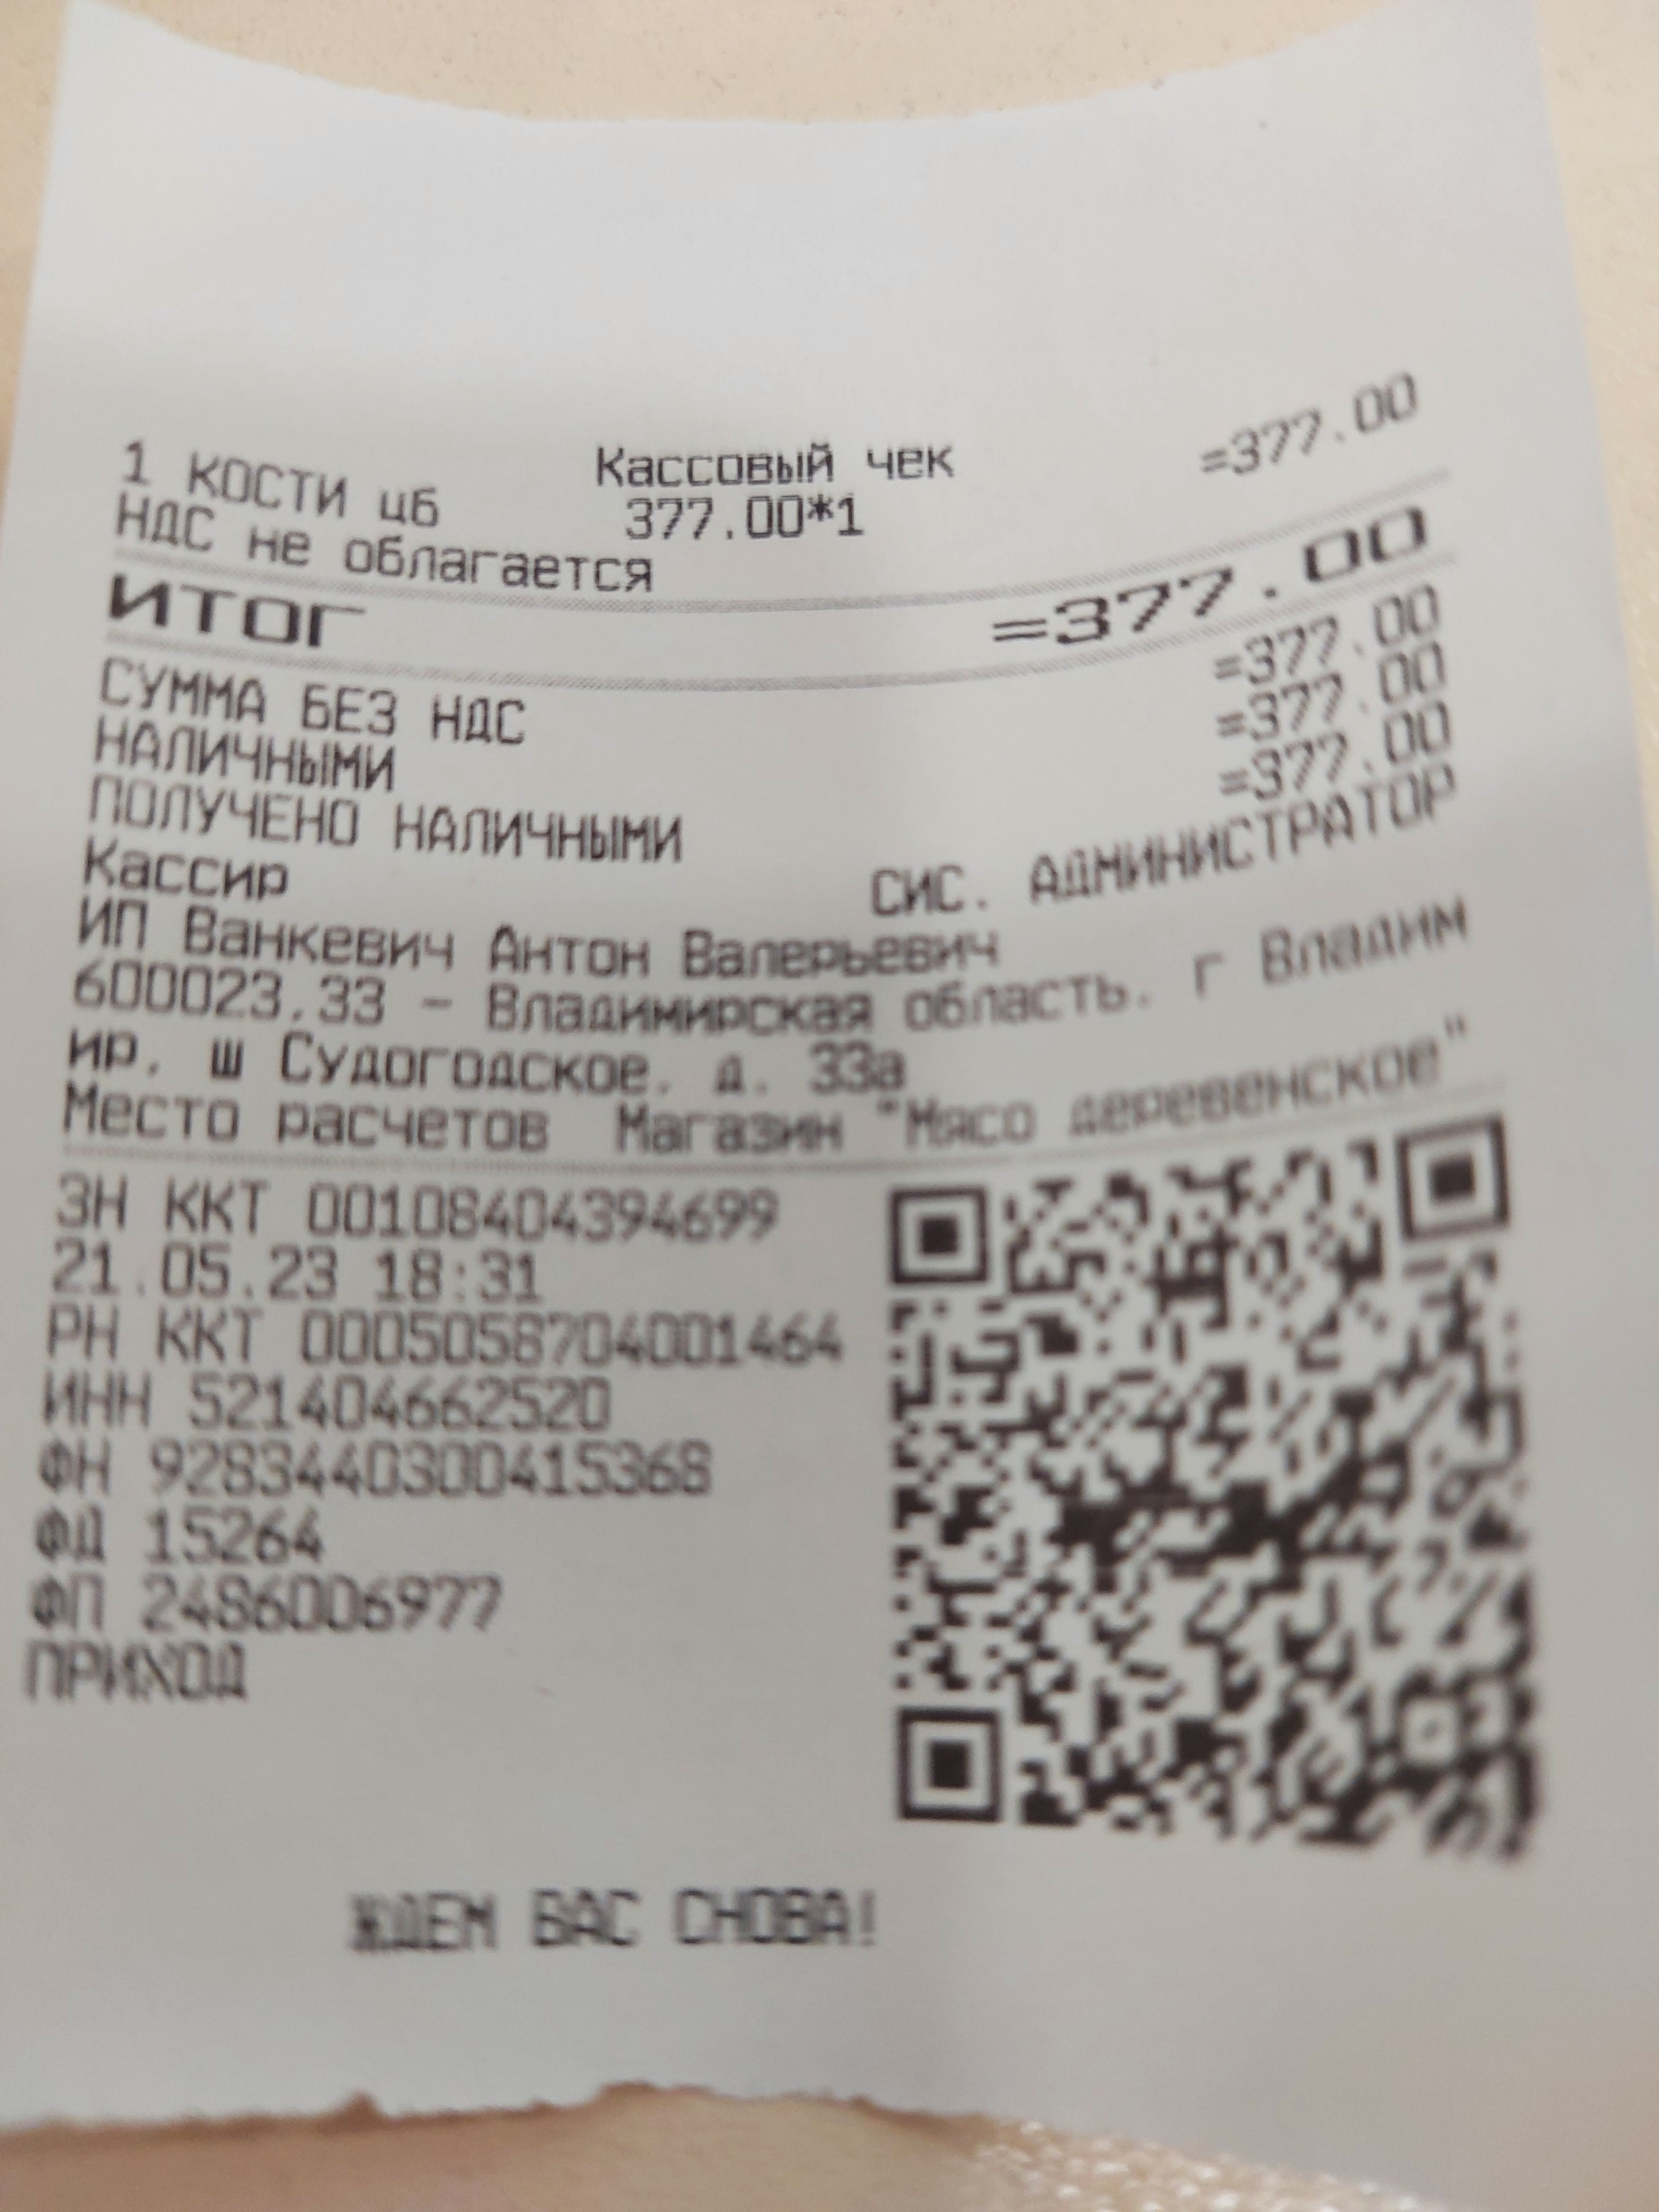 Кассовый чек
1 КОСТИ цб 377.00*1 =377.00
НДС не облагается
ИТОГ =377.00
СУММА БЕЗ НДС =377.00
НАЛИЧНЫМИ =377.00
ПОЛУЧЕНО НАЛИЧНЫМИ =377.00
Кассир СИС. АДМИНИСТРАТОР
ИП Ванкевич Антон Валерьевич
600023,33 - Владимирская область, г Владим
ир, ш Судогодское, д. 33а
Место расчетов Магазин "Мясо деревенское"
ЗН ККТ 00108404394699
21.05.23 18:31
РН ККТ 0005058704001464
ИНН 521404662520
ФН 9283440300415368
ФД 15264
ФП 2486006977
ПРИХОД
ЖДЕМ ВАС СНОВА!